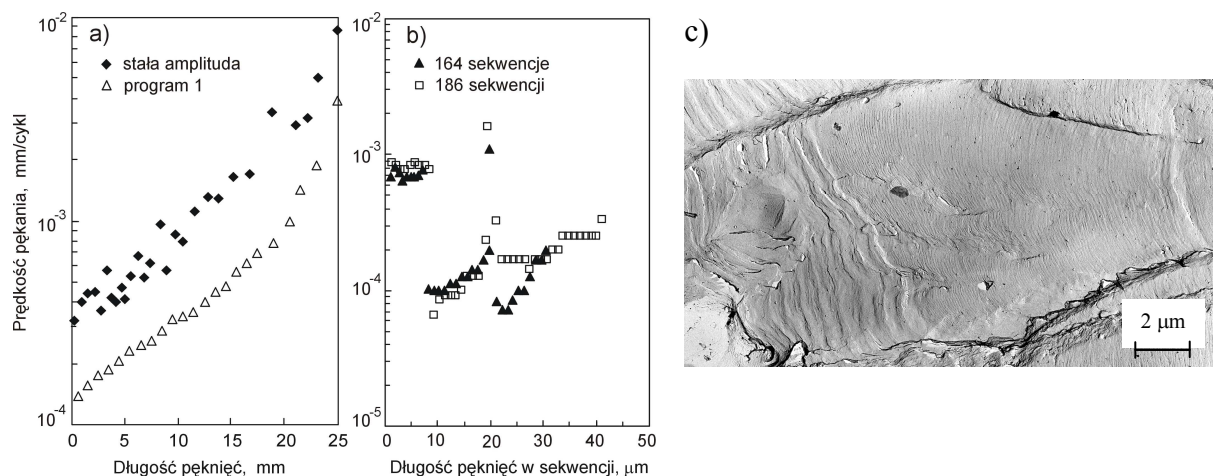 Prędkość pękania, mm/cykl
a)
stała amplituda
program 1
10⁻²
10⁻³
10⁻⁴
0 5 10 15 20 25
Długość pęknięć, mm
b)
164 sekwencje
186 sekwencji
10⁻²
10⁻³
10⁻⁴
10⁻⁵
0 10 20 30 40 50
Długość pęknięć w sekwencji, μm
c)
2 μm